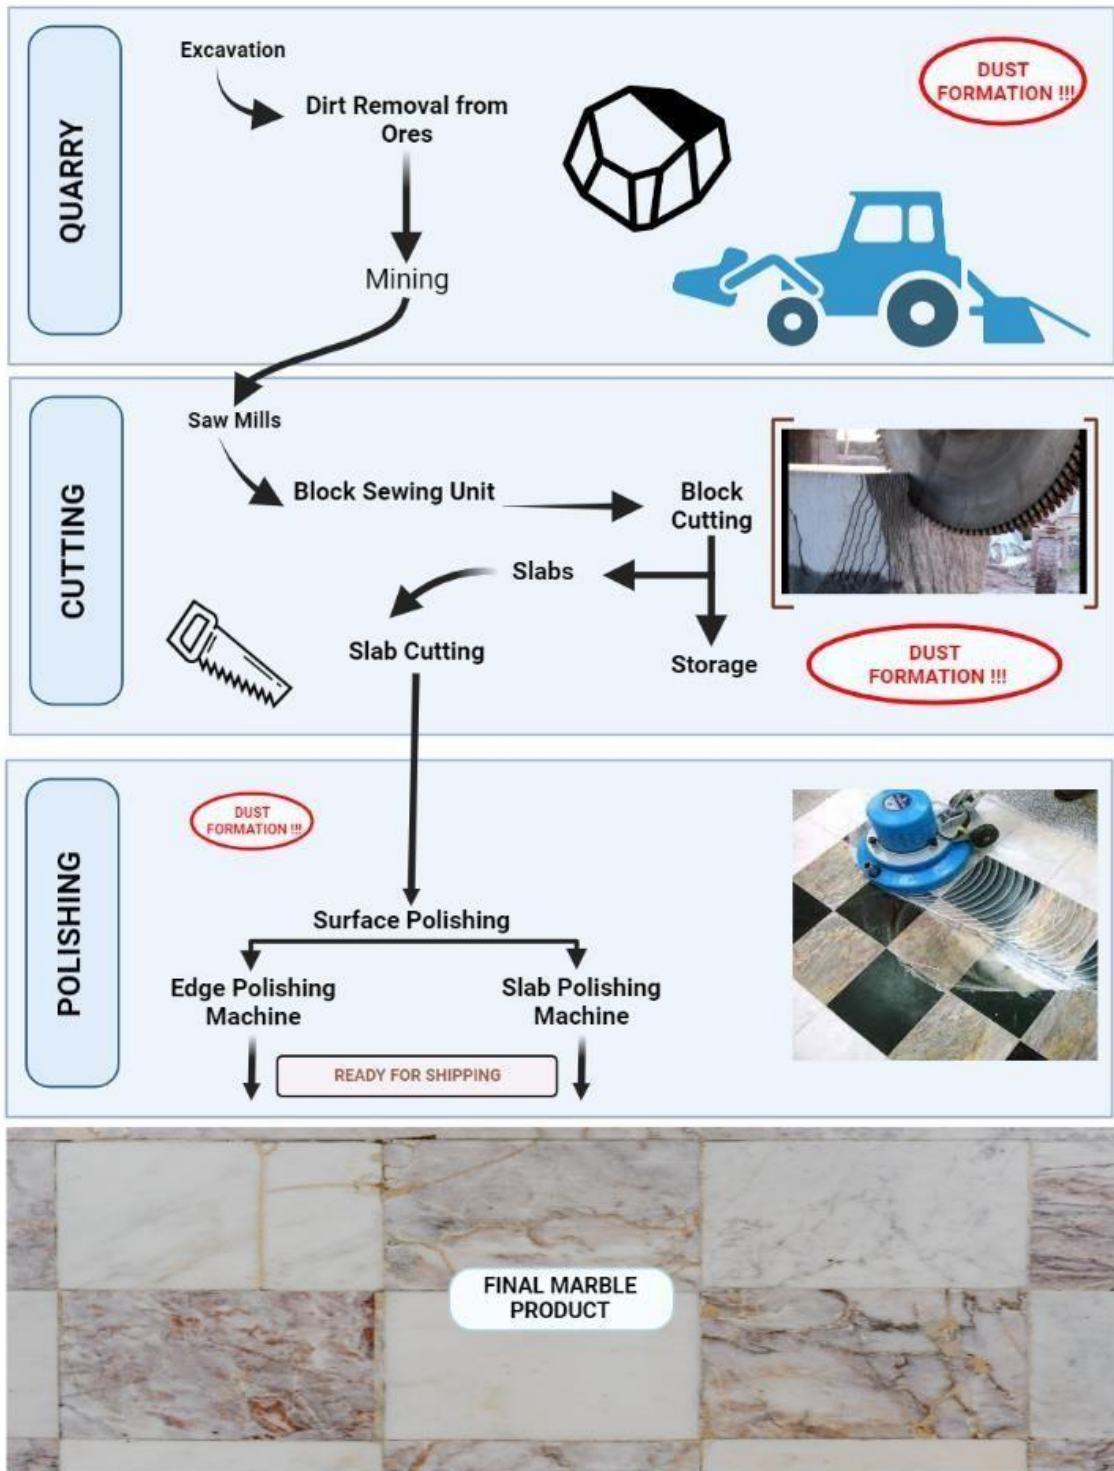 QUARRY
Excavation
Dirt Removal from
Ores
Mining
DUST
FORMATION !!!
CUTTING
Saw Mills
Block Sewing Unit
Block
Cutting
Slabs
Slab Cutting
Storage
DUST
FORMATION !!!
POLISHING
DUST
FORMATION !!!
Surface Polishing
Edge Polishing
Machine
Slab Polishing
Machine
READY FOR SHIPPING
FINAL MARBLE
PRODUCT